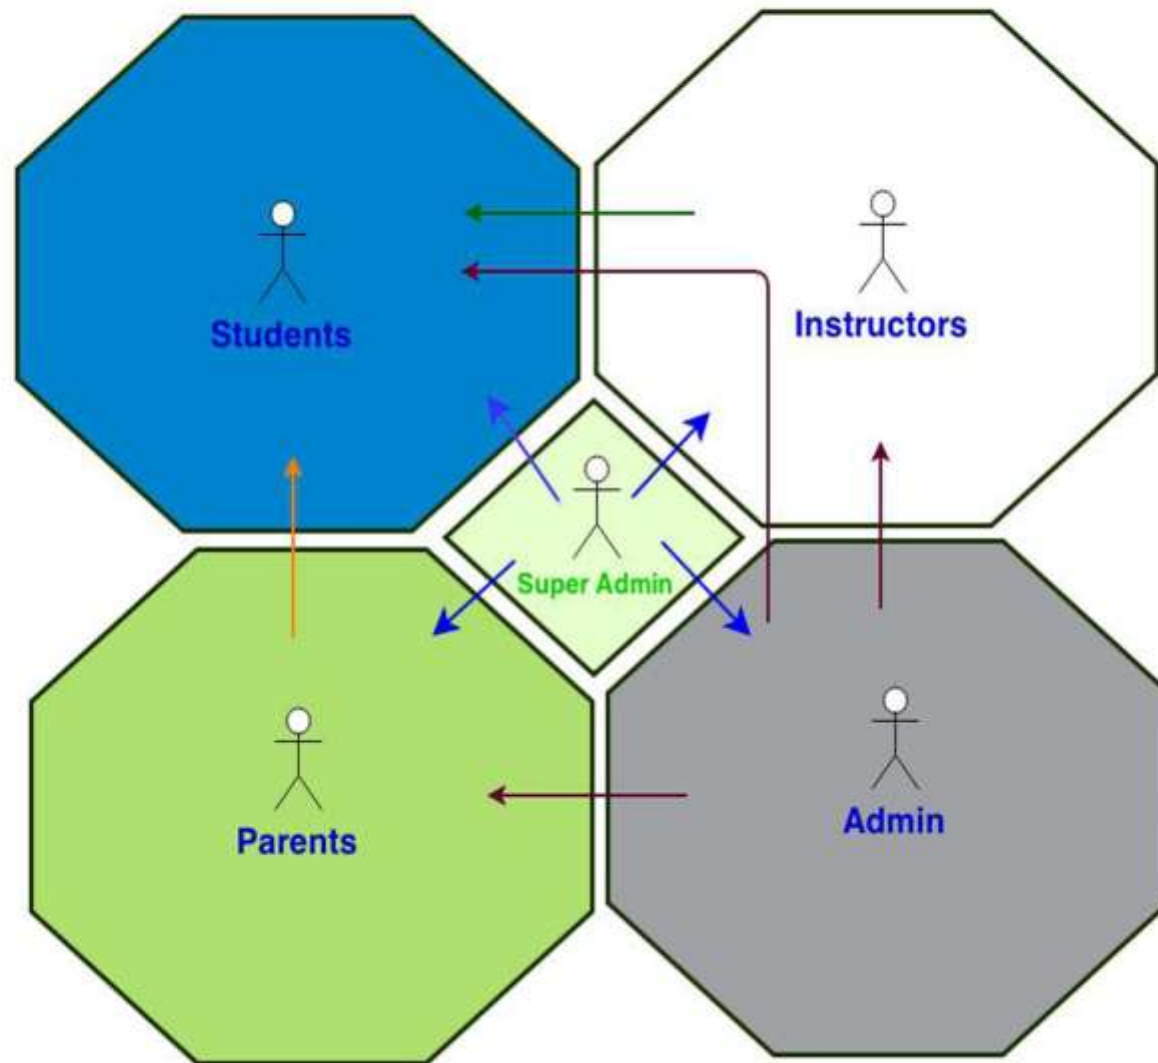 Students
Instructors
Super Admin
Parents
Admin